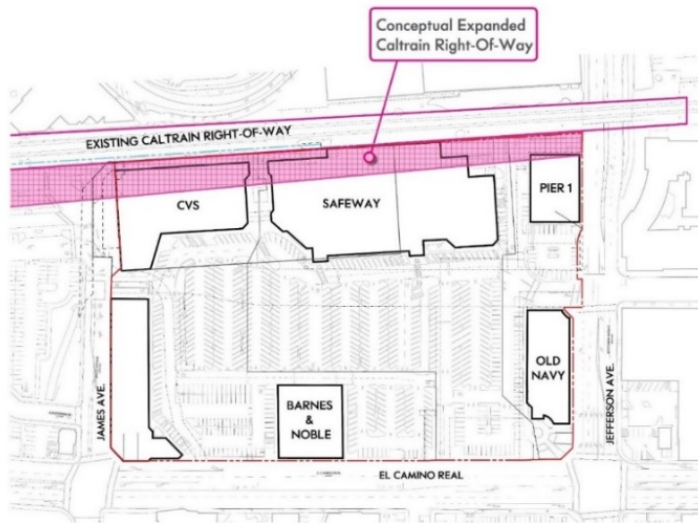 Conceptual Expanded
Caltrain Right-Of-Way
EXISTING CALTRAIN RIGHT-OF-WAY
CVS
SAFEWAY
PIER 1
OLD
NAVY
BARNES
&
NOBLE
JAMES AVE.
JEFFERSON AVE.
EL CAMINO REAL